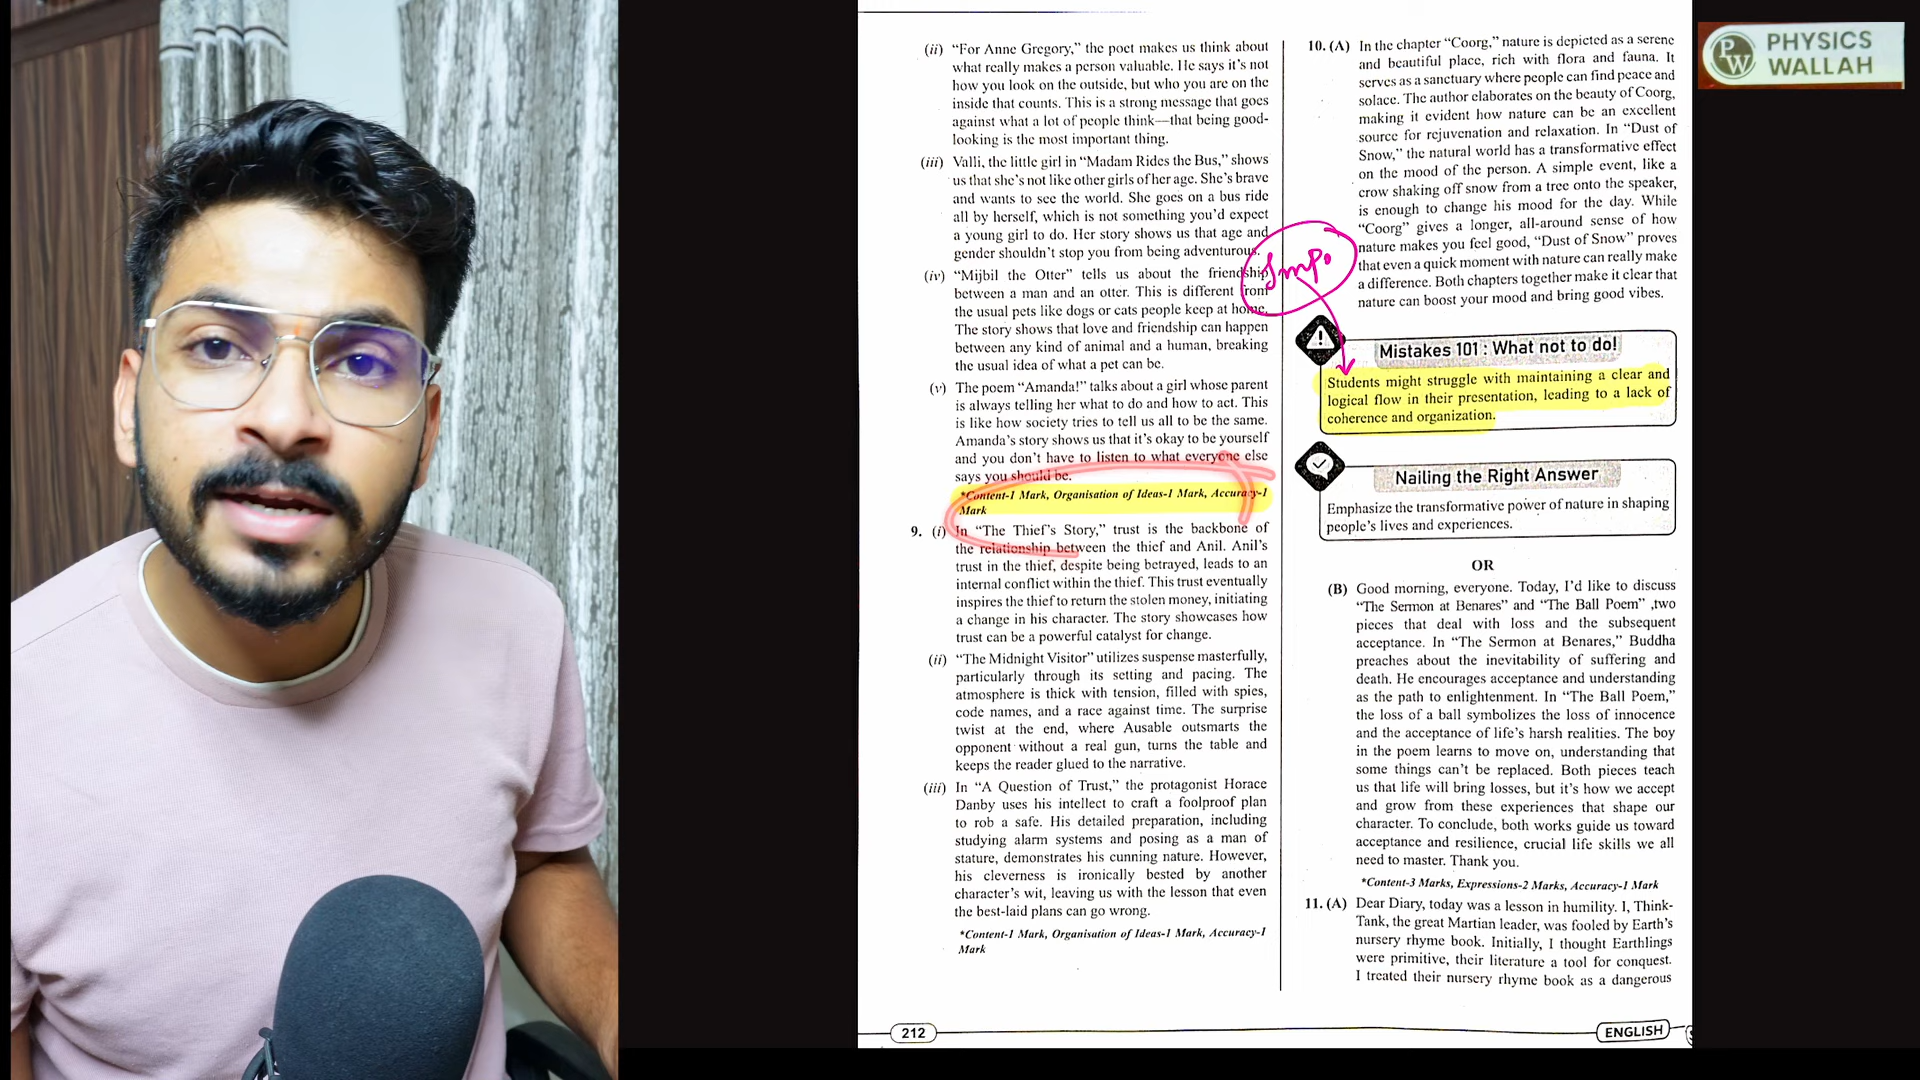 (ii) “For Anne Gregory,” the poet makes us think about
what really makes a person valuable. He says it’s not
how you look on the outside, but who you are on the
inside that counts. This is a strong message that goes
against what a lot of people think—that being good-
looking is the most important thing.
(iii) Valli, the little girl in “Madam Rides the Bus,” shows
us that she’s not like other girls of her age. She’s brave
and wants to see the world. She goes on a bus ride
all by herself, which is not something you’d expect
a young girl to do. Her story shows us that age and
gender shouldn’t stop you from being adventurous.
(iv) “Mijbil the Otter” tells us about the friendship
between a man and an otter. This is different from
the usual pets like dogs or cats people keep at home.
The story shows that love and friendship can happen
between any kind of animal and a human, breaking
the usual idea of what a pet can be.
(v) The poem “Amanda!” talks about a girl whose parent
is always telling her what to do and how to act. This
is like how society tries to tell us all to be the same.
Amanda’s story shows us that it’s okay to be yourself
and you don’t have to listen to what everyone else
says you should be.
*Content-1 Mark, Organisation of Ideas-1 Mark, Accuracy-1
Mark
9. (i) In “The Thief’s Story,” trust is the backbone of
the relationship between the thief and Anil. Anil’s
trust in the thief, despite being betrayed, leads to an
internal conflict within the thief. This trust eventually
inspires the thief to return the stolen money, initiating
a change in his character. The story showcases how
trust can be a powerful catalyst for change.
(ii) “The Midnight Visitor” utilizes suspense masterfully,
particularly through its setting and pacing. The
atmosphere is thick with tension, filled with spies,
code names, and a race against time. The surprise
twist at the end, where Ausable outsmarts the
opponent without a real gun, turns the table and
keeps the reader glued to the narrative.
(iii) In “A Question of Trust,” the protagonist Horace
Danby uses his intellect to craft a foolproof plan
to rob a safe. His detailed preparation, including
studying alarm systems and posing as a man of
stature, demonstrates his cunning nature. However,
his cleverness is ironically bested by another
character’s wit, leaving us with the lesson that even
the best-laid plans can go wrong.
*Content-1 Mark, Organisation of Ideas-1 Mark, Accuracy-1
Mark
212
Imp.
10. (A) In the chapter “Coorg,” nature is depicted as a serene
and beautiful place, rich with flora and fauna. It
serves as a sanctuary where people can find peace and
solace. The author elaborates on the beauty of Coorg,
making it evident how nature can be an excellent
source for rejuvenation and relaxation. In “Dust of
Snow,” the natural world has a transformative effect
on the mood of the person. A simple event, like a
crow shaking off snow from a tree onto the speaker,
is enough to change his mood for the day. While
“Coorg” gives a longer, all-around sense of how
nature makes you feel good, “Dust of Snow” proves
that even a quick moment with nature can really make
a difference. Both chapters together make it clear that
nature can boost your mood and bring good vibes.
Mistakes 101 : What not to do!
Students might struggle with maintaining a clear and
logical flow in their presentation, leading to a lack of
coherence and organization.
Nailing the Right Answer
Emphasize the transformative power of nature in shaping
people’s lives and experiences.
OR
(B) Good morning, everyone. Today, I’d like to discuss
“The Sermon at Benares” and “The Ball Poem” ,two
pieces that deal with loss and the subsequent
acceptance. In “The Sermon at Benares,” Buddha
preaches about the inevitability of suffering and
death. He encourages acceptance and understanding
as the path to enlightenment. In “The Ball Poem,”
the loss of a ball symbolizes the loss of innocence
and the acceptance of life’s harsh realities. The boy
in the poem learns to move on, understanding that
some things can’t be replaced. Both pieces teach
us that life will bring losses, but it’s how we accept
and grow from these experiences that shape our
character. To conclude, both works guide us toward
acceptance and resilience, crucial life skills we all
need to master. Thank you.
*Content-3 Marks, Expressions-2 Marks, Accuracy-1 Mark
11. (A) Dear Diary, today was a lesson in humility. I, Think-
Tank, the great Martian leader, was fooled by Earth’s
nursery rhyme book. Initially, I thought Earthlings
were primitive, their literature a tool for conquest.
I treated their nursery rhyme book as a dangerous
ENGLISH
PW
PHYSICS
WALLAH